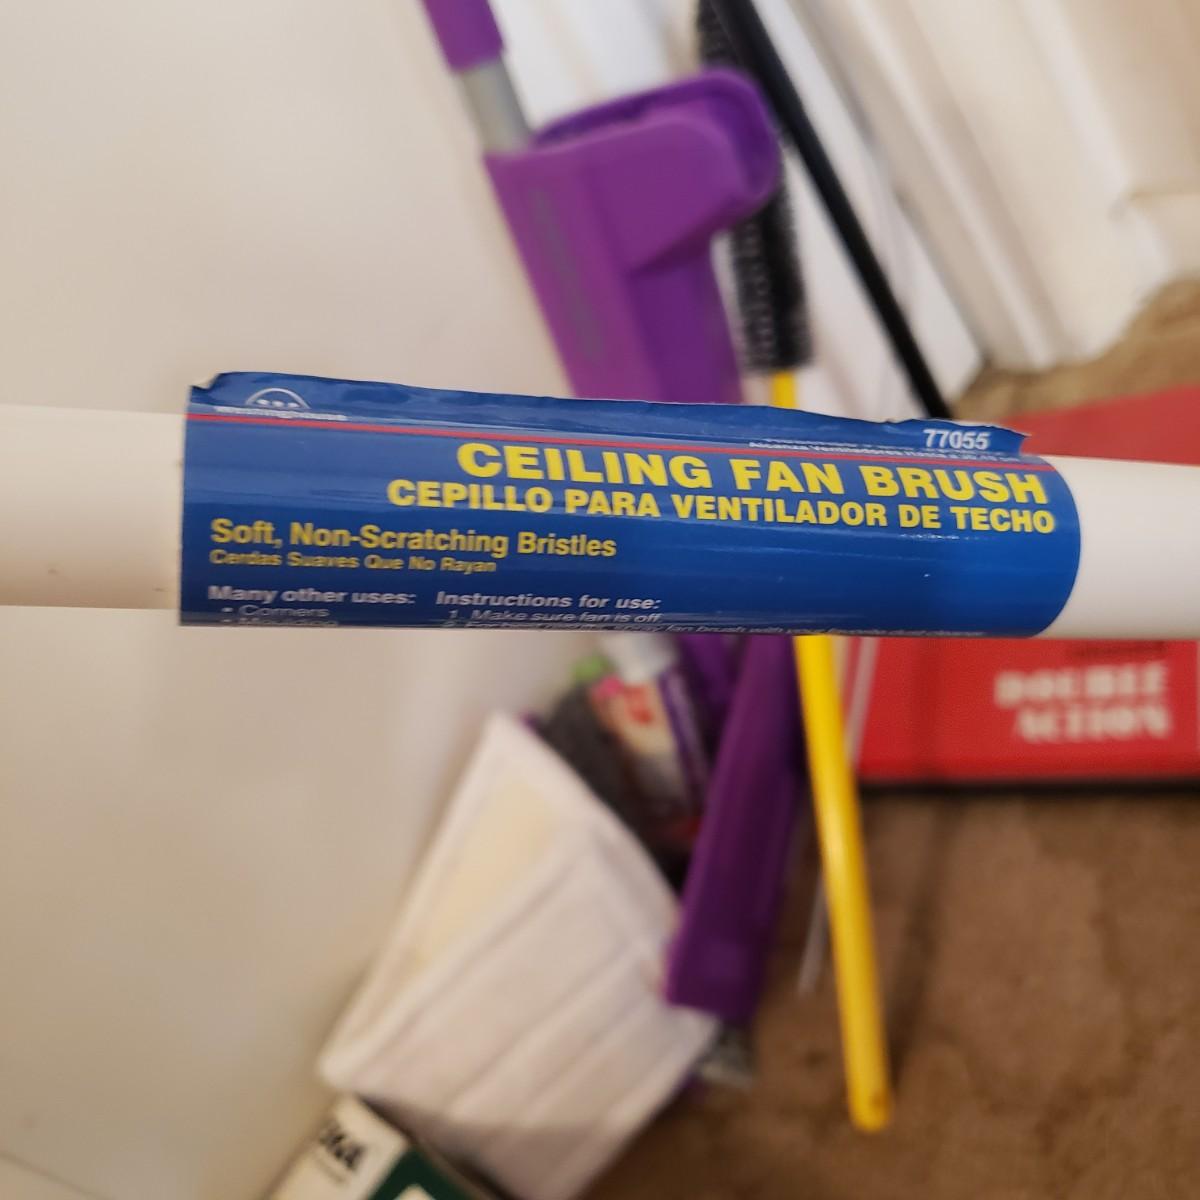 Westinghouse
77055
CEILING FAN BRUSH
CEPILLO PARA VENTILADOR DE TECHO
Soft, Non-Scratching Bristles
Cerdas Suaves Que No Rayan
Many other uses:
• Corners
Instructions for use:
1. Make sure fan is off
DOUBLE
ACTION